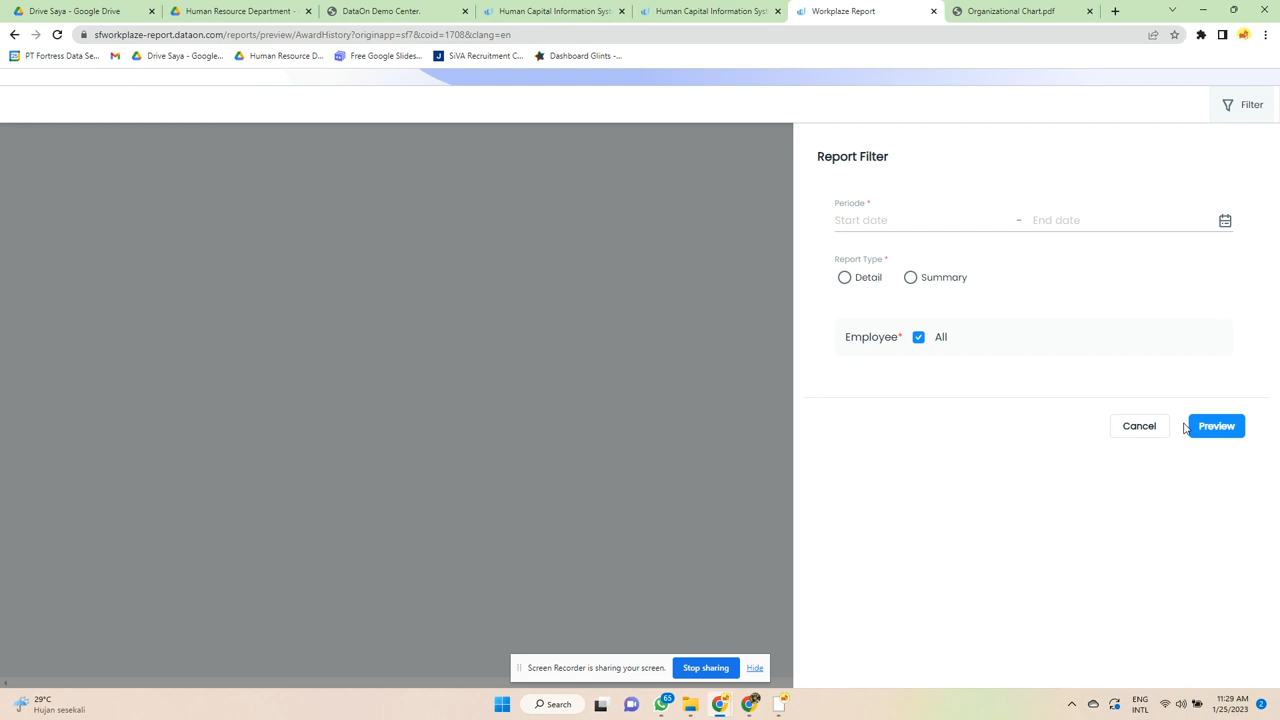 Drive Saya - Google Drive
Human Resource Department -
DataOn Demo Center.
Human Capital Information Syst
Human Capital Information Syst
Workplaze Report
Organizational Chart.pdf
sfworkplaze-report.dataon.com/reports/preview/AwardHistory?originapp=sf7&coid=1708&clang=en
PT Fortress Data Se...
Drive Saya - Google...
Human Resource D...
Free Google Slides...
SiVA Recruitment C...
Dashboard Glints -...
Filter
Report Filter
Periode *
Start date - End date
Report Type *
Detail Summary
Employee* All
Cancel Preview
Screen Recorder is sharing your screen. Stop sharing Hide
29°C
Hujan sesekali
Search
65
ENG
INTL
11:29 AM
1/25/2023
2